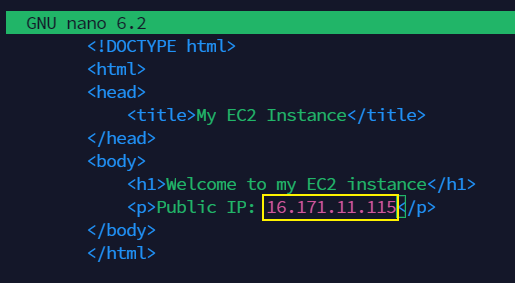 GNU nano 6.2
<!DOCTYPE html>
<html>
<head>
<title>My EC2 Instance</title>
</head>
<body>
<h1>Welcome to my EC2 instance</h1>
<p>Public IP: 16.171.11.115</p>
</body>
</html>